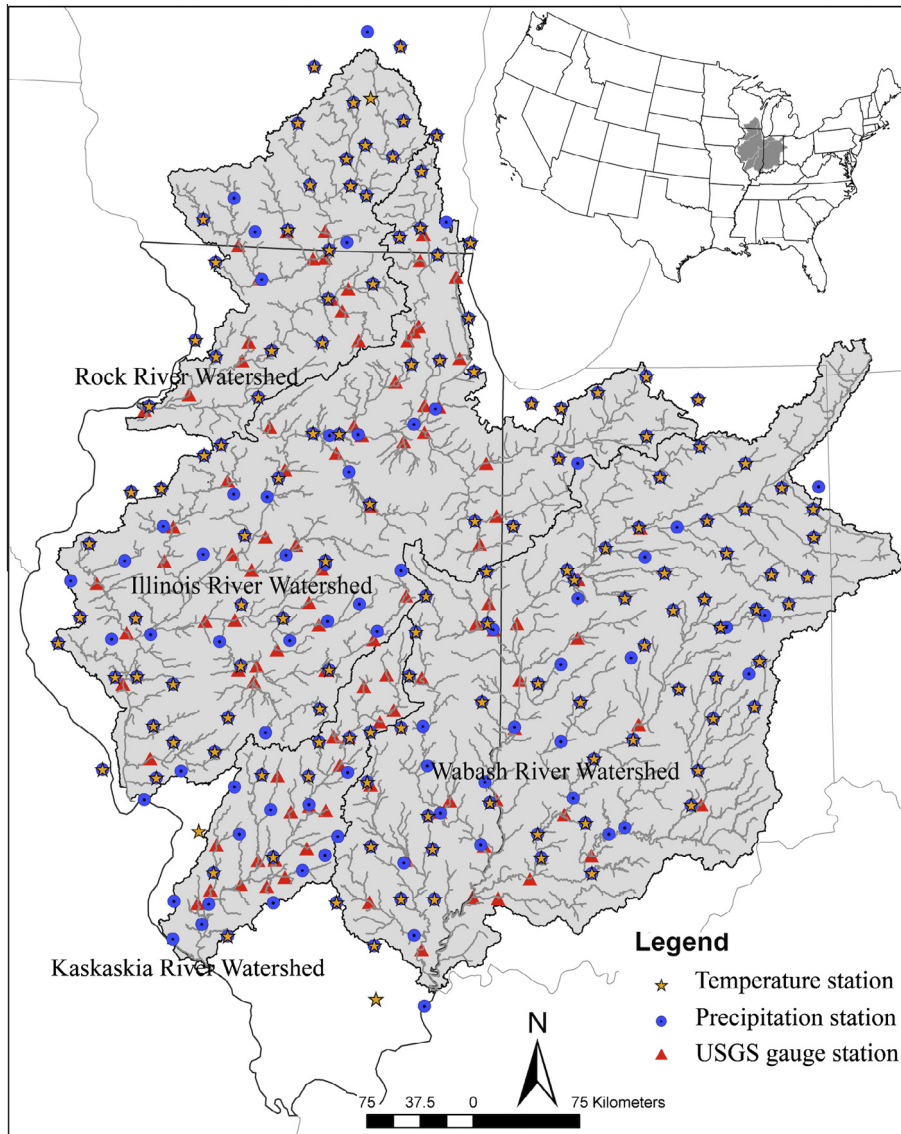 Rock River Watershed
Illinois River Watershed
Wabash River Watershed
Kaskaskia River Watershed
Legend
Temperature station
Precipitation station
USGS gauge station
N
75 37.5 0 75 Kilometers